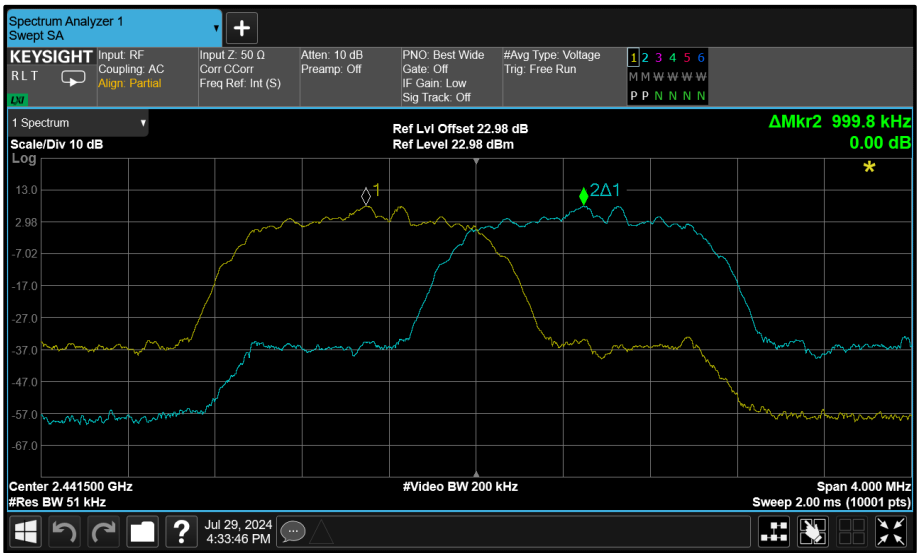 Spectrum Analyzer 1
Swept SA
+
KEYSIGHT
RLT
LXI
Input: RF
Coupling: AC
Align: Partial
Input Z: 50 Ω
Corr CCorr
Freq Ref: Int (S)
Atten: 10 dB
Preamp: Off
PNO: Best Wide
Gate: Off
IF Gain: Low
Sig Track: Off
#Avg Type: Voltage
Trig: Free Run
1 2 3 4 5 6
M M W W W W
P P N N N N
1 Spectrum
Scale/Div 10 dB
Log
Ref Lvl Offset 22.98 dB
Ref Level 22.98 dBm
ΔMkr2 999.8 kHz
0.00 dB
*
1
2Δ1
13.0
2.98
-7.02
-17.0
-27.0
-37.0
-47.0
-57.0
-67.0
Center 2.441500 GHz
#Res BW 51 kHz
#Video BW 200 kHz
Span 4.000 MHz
Sweep 2.00 ms (10001 pts)
?
Jul 29, 2024
4:33:46 PM